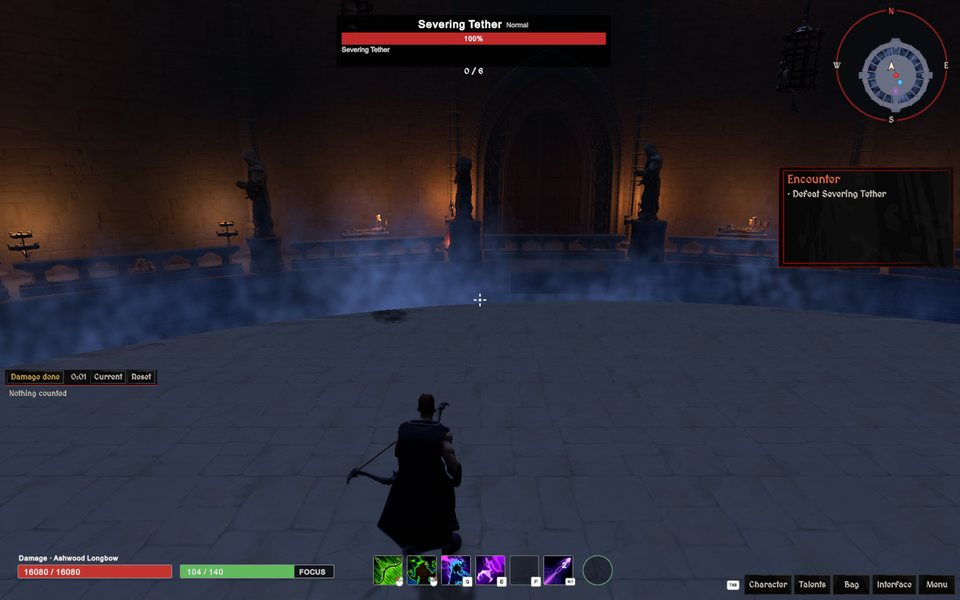 Severing Tether Normal
100%
Severing Tether
0 / 6
N
W
E
S
Encounter
• Defeat Severing Tether
Damage done 0:01 Current Reset
Nothing counted
Damage · Ashwood Longbow
16080 / 16080
104 / 140 FOCUS
Q E F
Character Talents Bag Interface Menu